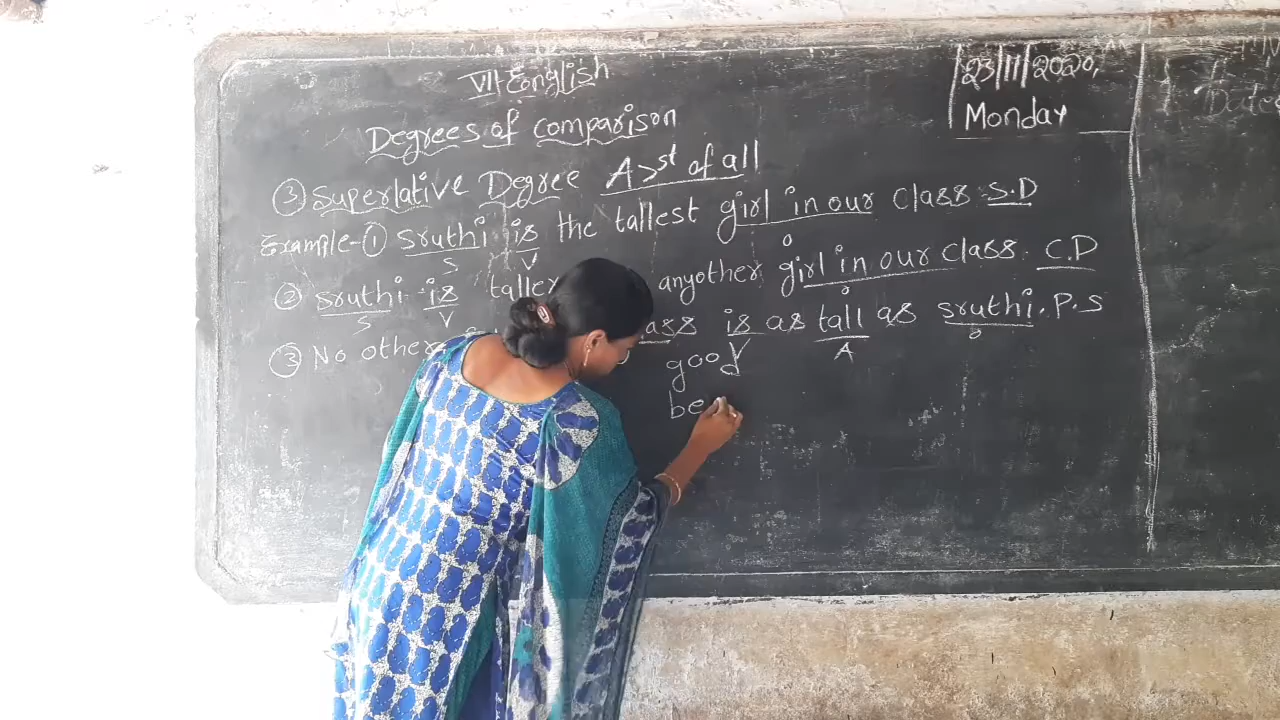 VII English
23/11/2020,
Monday
Dates
Degrees of comparison
③ Superlative Degree A>st of all
Example-① Sruthi is the tallest girl in our class S.D
S V O
② Sruthi is taller anyother girl in our class. C.D
S V O
③ No other class is as tall as sruthi. P.S
V A O
good
be